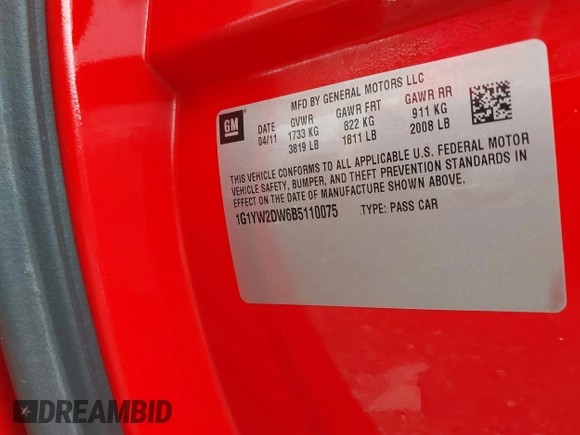 MFD BY GENERAL MOTORS LLC
GM
DATE GVWR GAWR FRT GAWR RR
04/11 1733 KG 822 KG 911 KG
3819 LB 1811 LB 2008 LB
THIS VEHICLE CONFORMS TO ALL APPLICABLE U.S. FEDERAL MOTOR
VEHICLE SAFETY, BUMPER, AND THEFT PREVENTION STANDARDS IN
EFFECT ON THE DATE OF MANUFACTURE SHOWN ABOVE.
1G1YW2DW6B5110075 TYPE: PASS CAR
DREAMBID